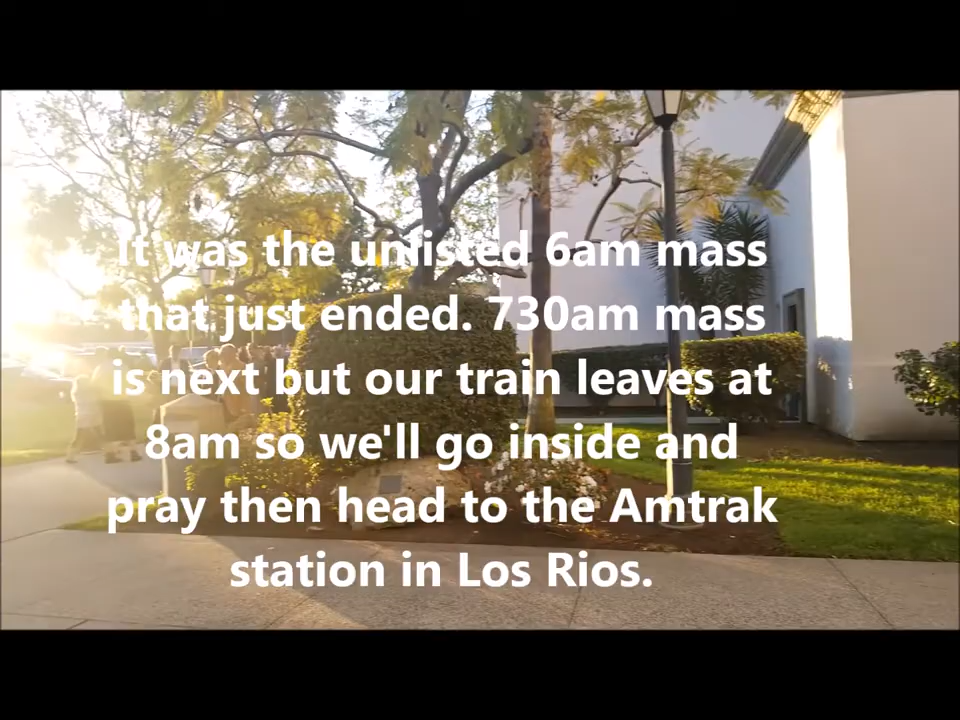 It was the unlisted 6am mass
that just ended. 730am mass
is next but our train leaves at
8am so we'll go inside and
pray then head to the Amtrak
station in Los Rios.